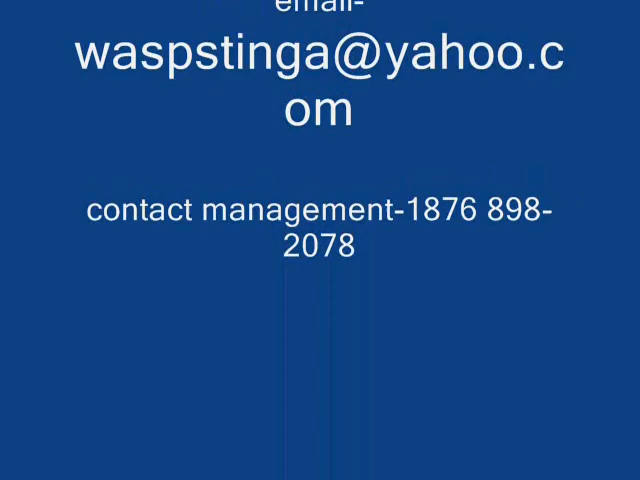 email-
waspstinga@yahoo.c
om
contact management-1876 898-
2078